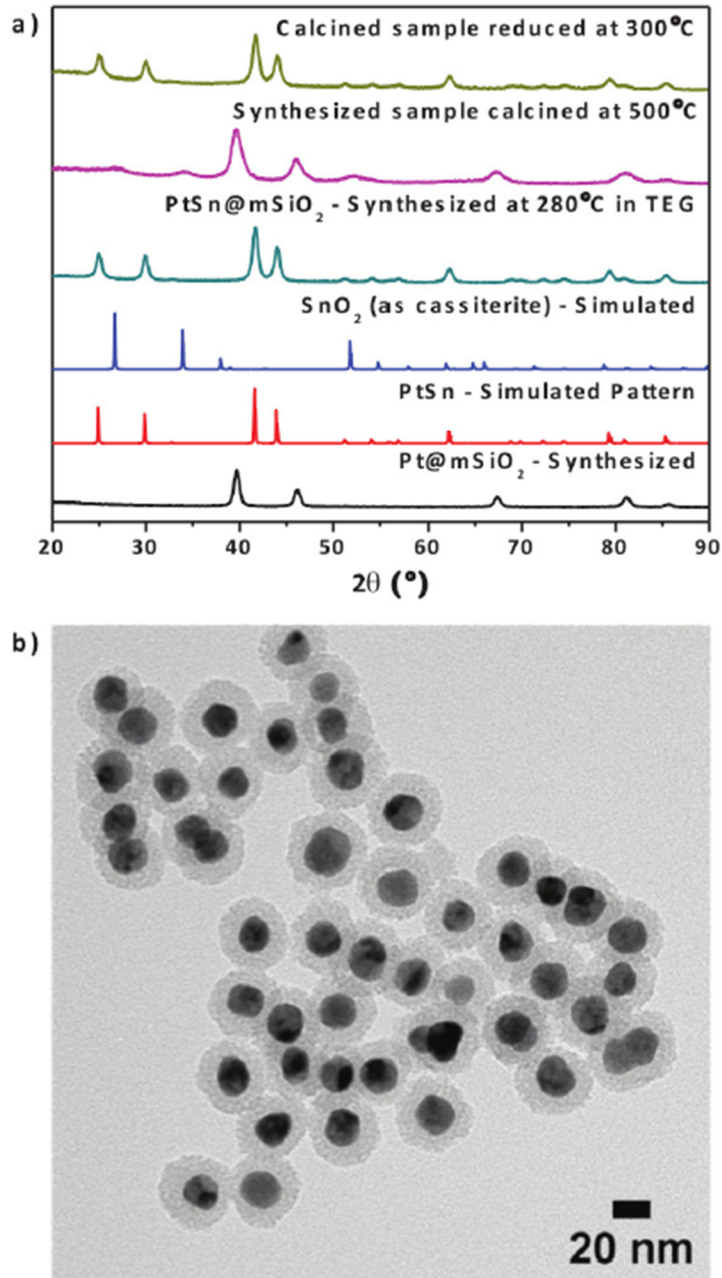 a)
Calcined sample reduced at 300°C
Synthesized sample calcined at 500°C
PtSn@mSiO₂ - Synthesized at 280°C in TEG
SnO₂ (as cassiterite) - Simulated
PtSn - Simulated Pattern
Pt@mSiO₂ - Synthesized
20 30 40 50 60 70 80 90
2θ (°)
b)
20 nm